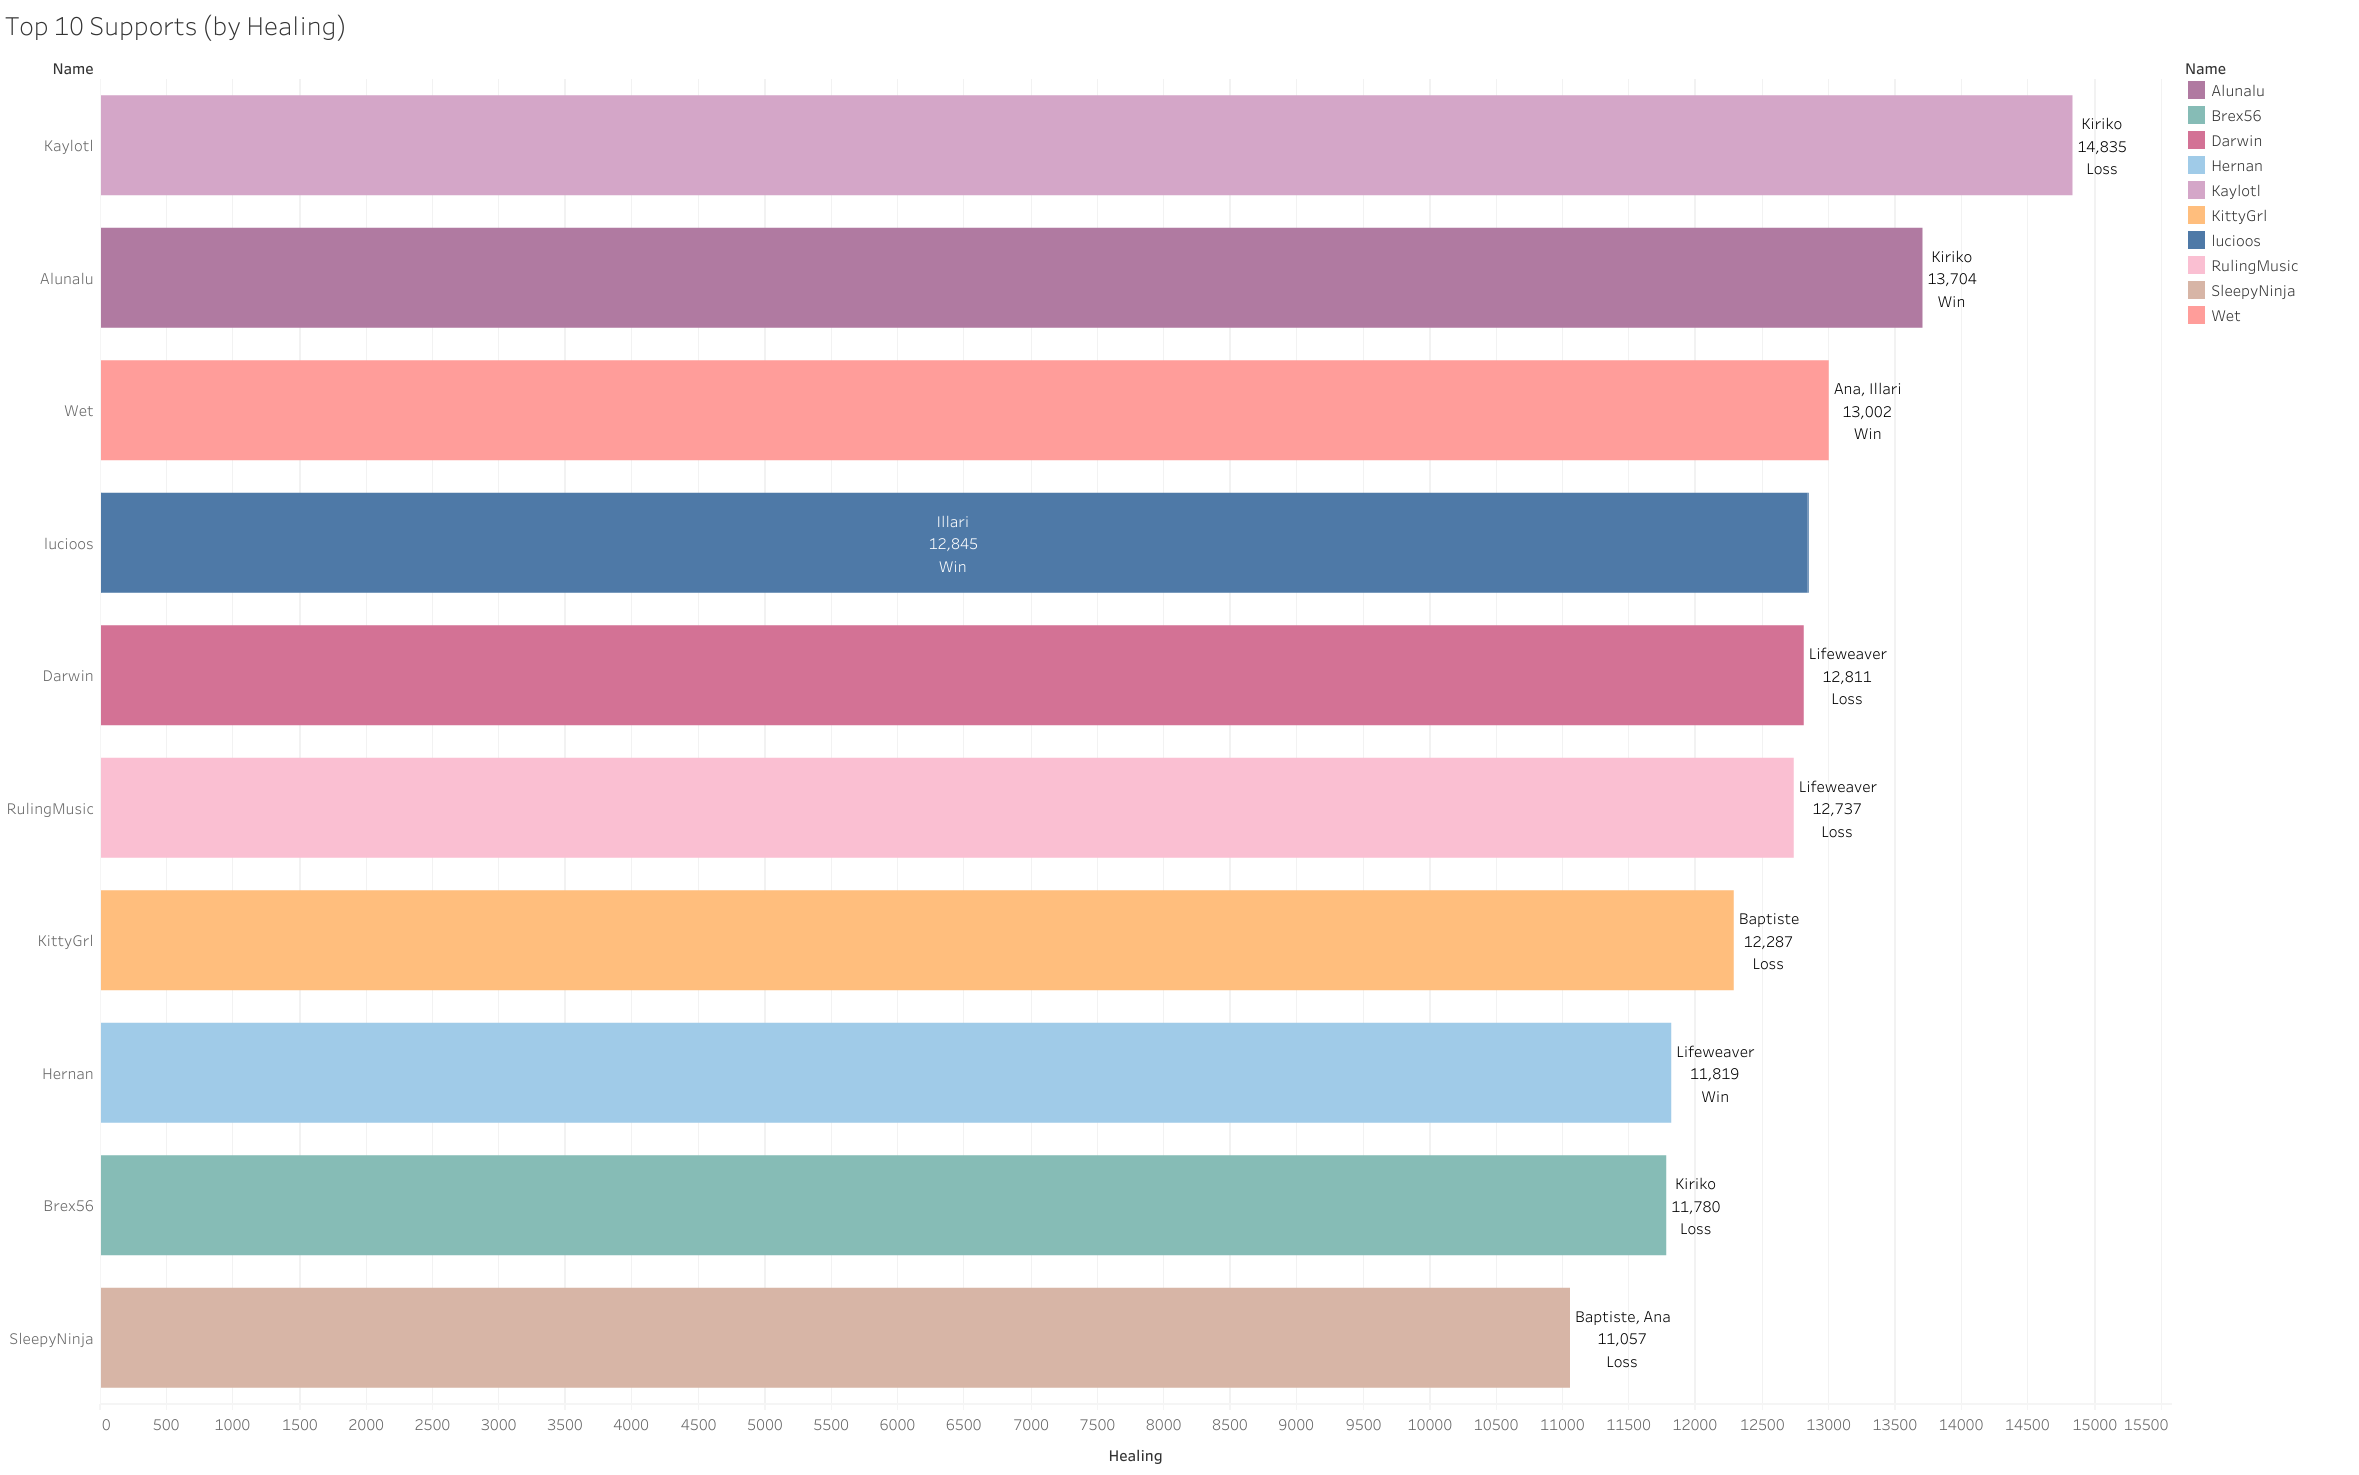 Top 10 Supports (by Healing)
Name
Kaylotl
Kiriko
14,835
Loss
Alunalu
Kiriko
13,704
Win
Wet
Ana, Illari
13,002
Win
lucioos
Illari
12,845
Win
Darwin
Lifeweaver
12,811
Loss
RulingMusic
Lifeweaver
12,737
Loss
KittyGrl
Baptiste
12,287
Loss
Hernan
Lifeweaver
11,819
Win
Brex56
Kiriko
11,780
Loss
SleepyNinja
Baptiste, Ana
11,057
Loss
0 500 1000 1500 2000 2500 3000 3500 4000 4500 5000 5500 6000 6500 7000 7500 8000 8500 9000 9500 10000 10500 11000 11500 12000 12500 13000 13500 14000 14500 15000 15500
Healing
Name
Alunalu
Brex56
Darwin
Hernan
Kaylotl
KittyGrl
lucioos
RulingMusic
SleepyNinja
Wet